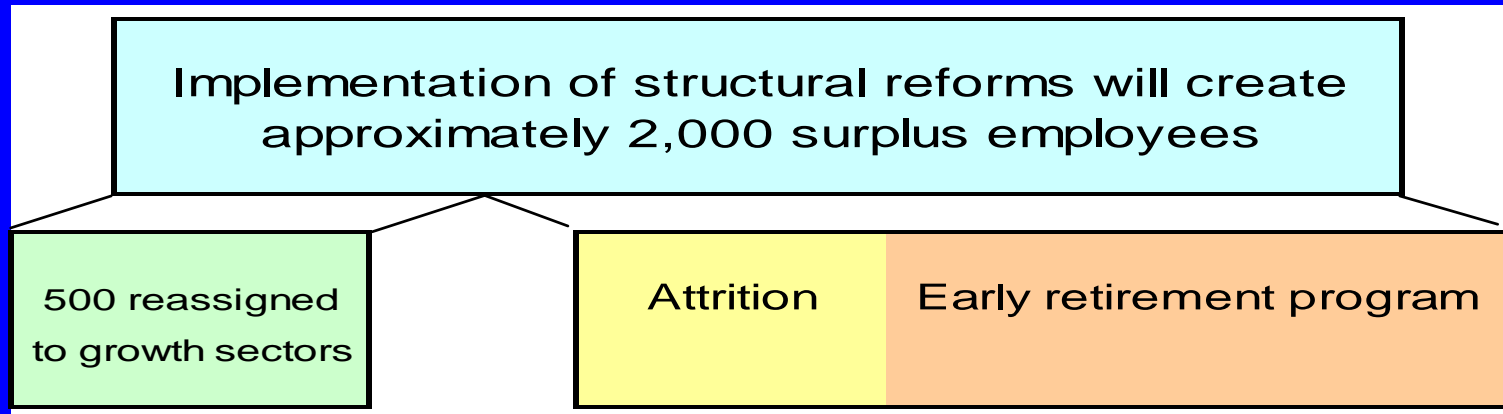 Implementation of structural reforms will create
approximately 2,000 surplus employees
500 reassigned
to growth sectors
Attrition
Early retirement program